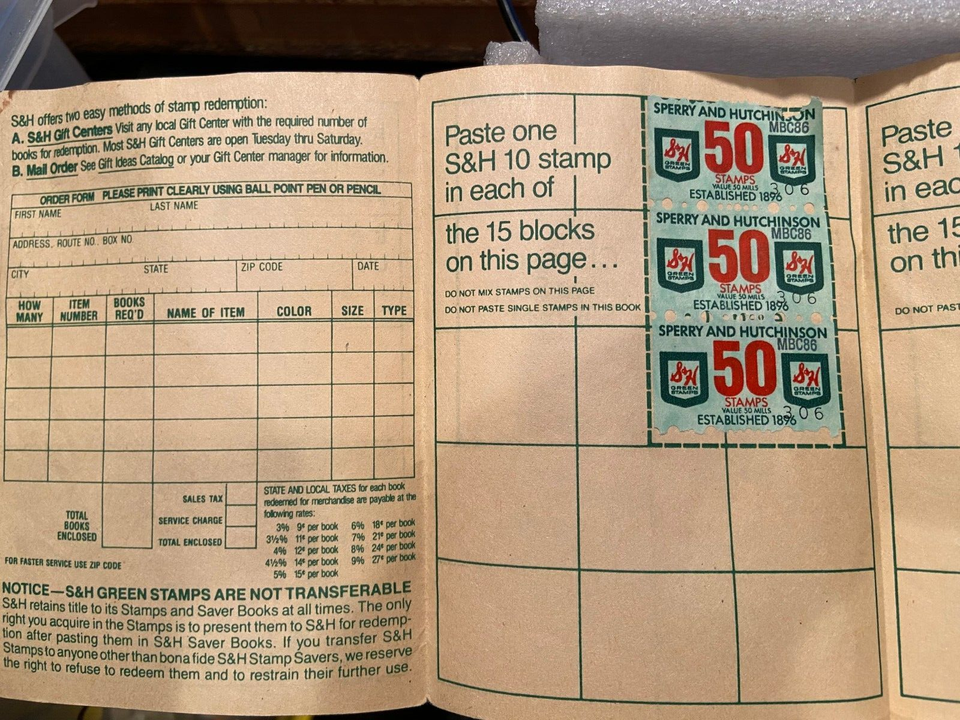 S&H offers two easy methods of stamp redemption:
A. S&H Gift Centers Visit any local Gift Center with the required number of
books for redemption. Most S&H Gift Centers are open Tuesday thru Saturday.
B. Mail Order See Gift Ideas Catalog or your Gift Center manager for information.
ORDER FORM PLEASE PRINT CLEARLY USING BALL POINT PEN OR PENCIL
FIRST NAME LAST NAME
ADDRESS, ROUTE NO., BOX NO.
CITY STATE ZIP CODE DATE
HOW MANY ITEM NUMBER BOOKS REQ'D NAME OF ITEM COLOR SIZE TYPE
TOTAL
BOOKS
ENCLOSED
SALES TAX
SERVICE CHARGE
TOTAL ENCLOSED
STATE AND LOCAL TAXES for each book
redeemed for merchandise are payable at the
following rates:
3% 9¢ per book 6% 18¢ per book
3½% 11¢ per book 7% 21¢ per book
4% 12¢ per book 8% 24¢ per book
4½% 14¢ per book 9% 27¢ per book
5% 15¢ per book
FOR FASTER SERVICE USE ZIP CODE
NOTICE—S&H GREEN STAMPS ARE NOT TRANSFERABLE
S&H retains title to its Stamps and Saver Books at all times. The only
right you acquire in the Stamps is to present them to S&H for redemp-
tion after pasting them in S&H Saver Books. If you transfer S&H
Stamps to anyone other than bona fide S&H Stamp Savers, we reserve
the right to refuse to redeem them and to restrain their further use.
Paste one
S&H 10 stamp
in each of
the 15 blocks
on this page...
DO NOT MIX STAMPS ON THIS PAGE
DO NOT PASTE SINGLE STAMPS IN THIS BOOK
SPERRY AND HUTCHINSON
MBC86
S&H GREEN STAMPS 50 S&H GREEN STAMPS
STAMPS
VALUE 50 MILLS
306
ESTABLISHED 1896
SPERRY AND HUTCHINSON
MBC86
S&H GREEN STAMPS 50 S&H GREEN STAMPS
STAMPS
VALUE 50 MILLS
306
ESTABLISHED 1896
SPERRY AND HUTCHINSON
MBC86
S&H GREEN STAMPS 50 S&H GREEN STAMPS
STAMPS
VALUE 50 MILLS
306
ESTABLISHED 1896
Paste
S&H 1
in eac
the 15
on thi
DO NOT PAST